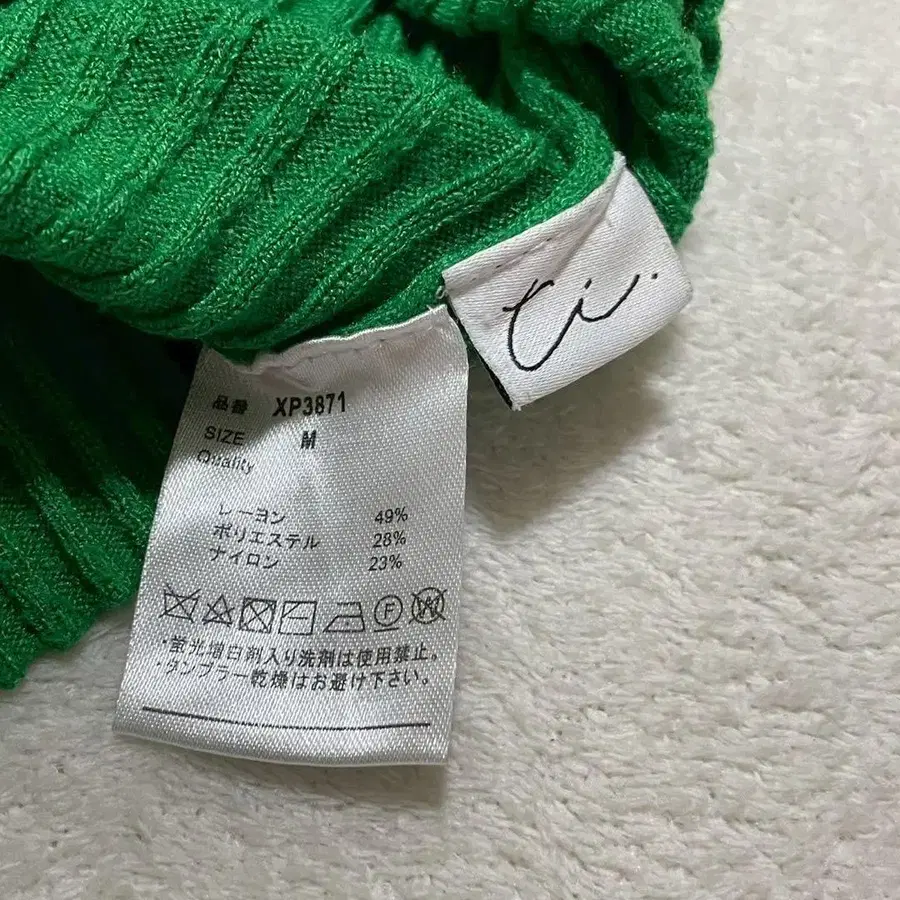 ti.
品番 XP3871
SIZE M
Quality
レーヨン 49%
ポリエステル 28%
ナイロン 23%
F W
・蛍光増白剤入り洗剤は使用禁止。
・タンブラー乾燥はお避け下さい。